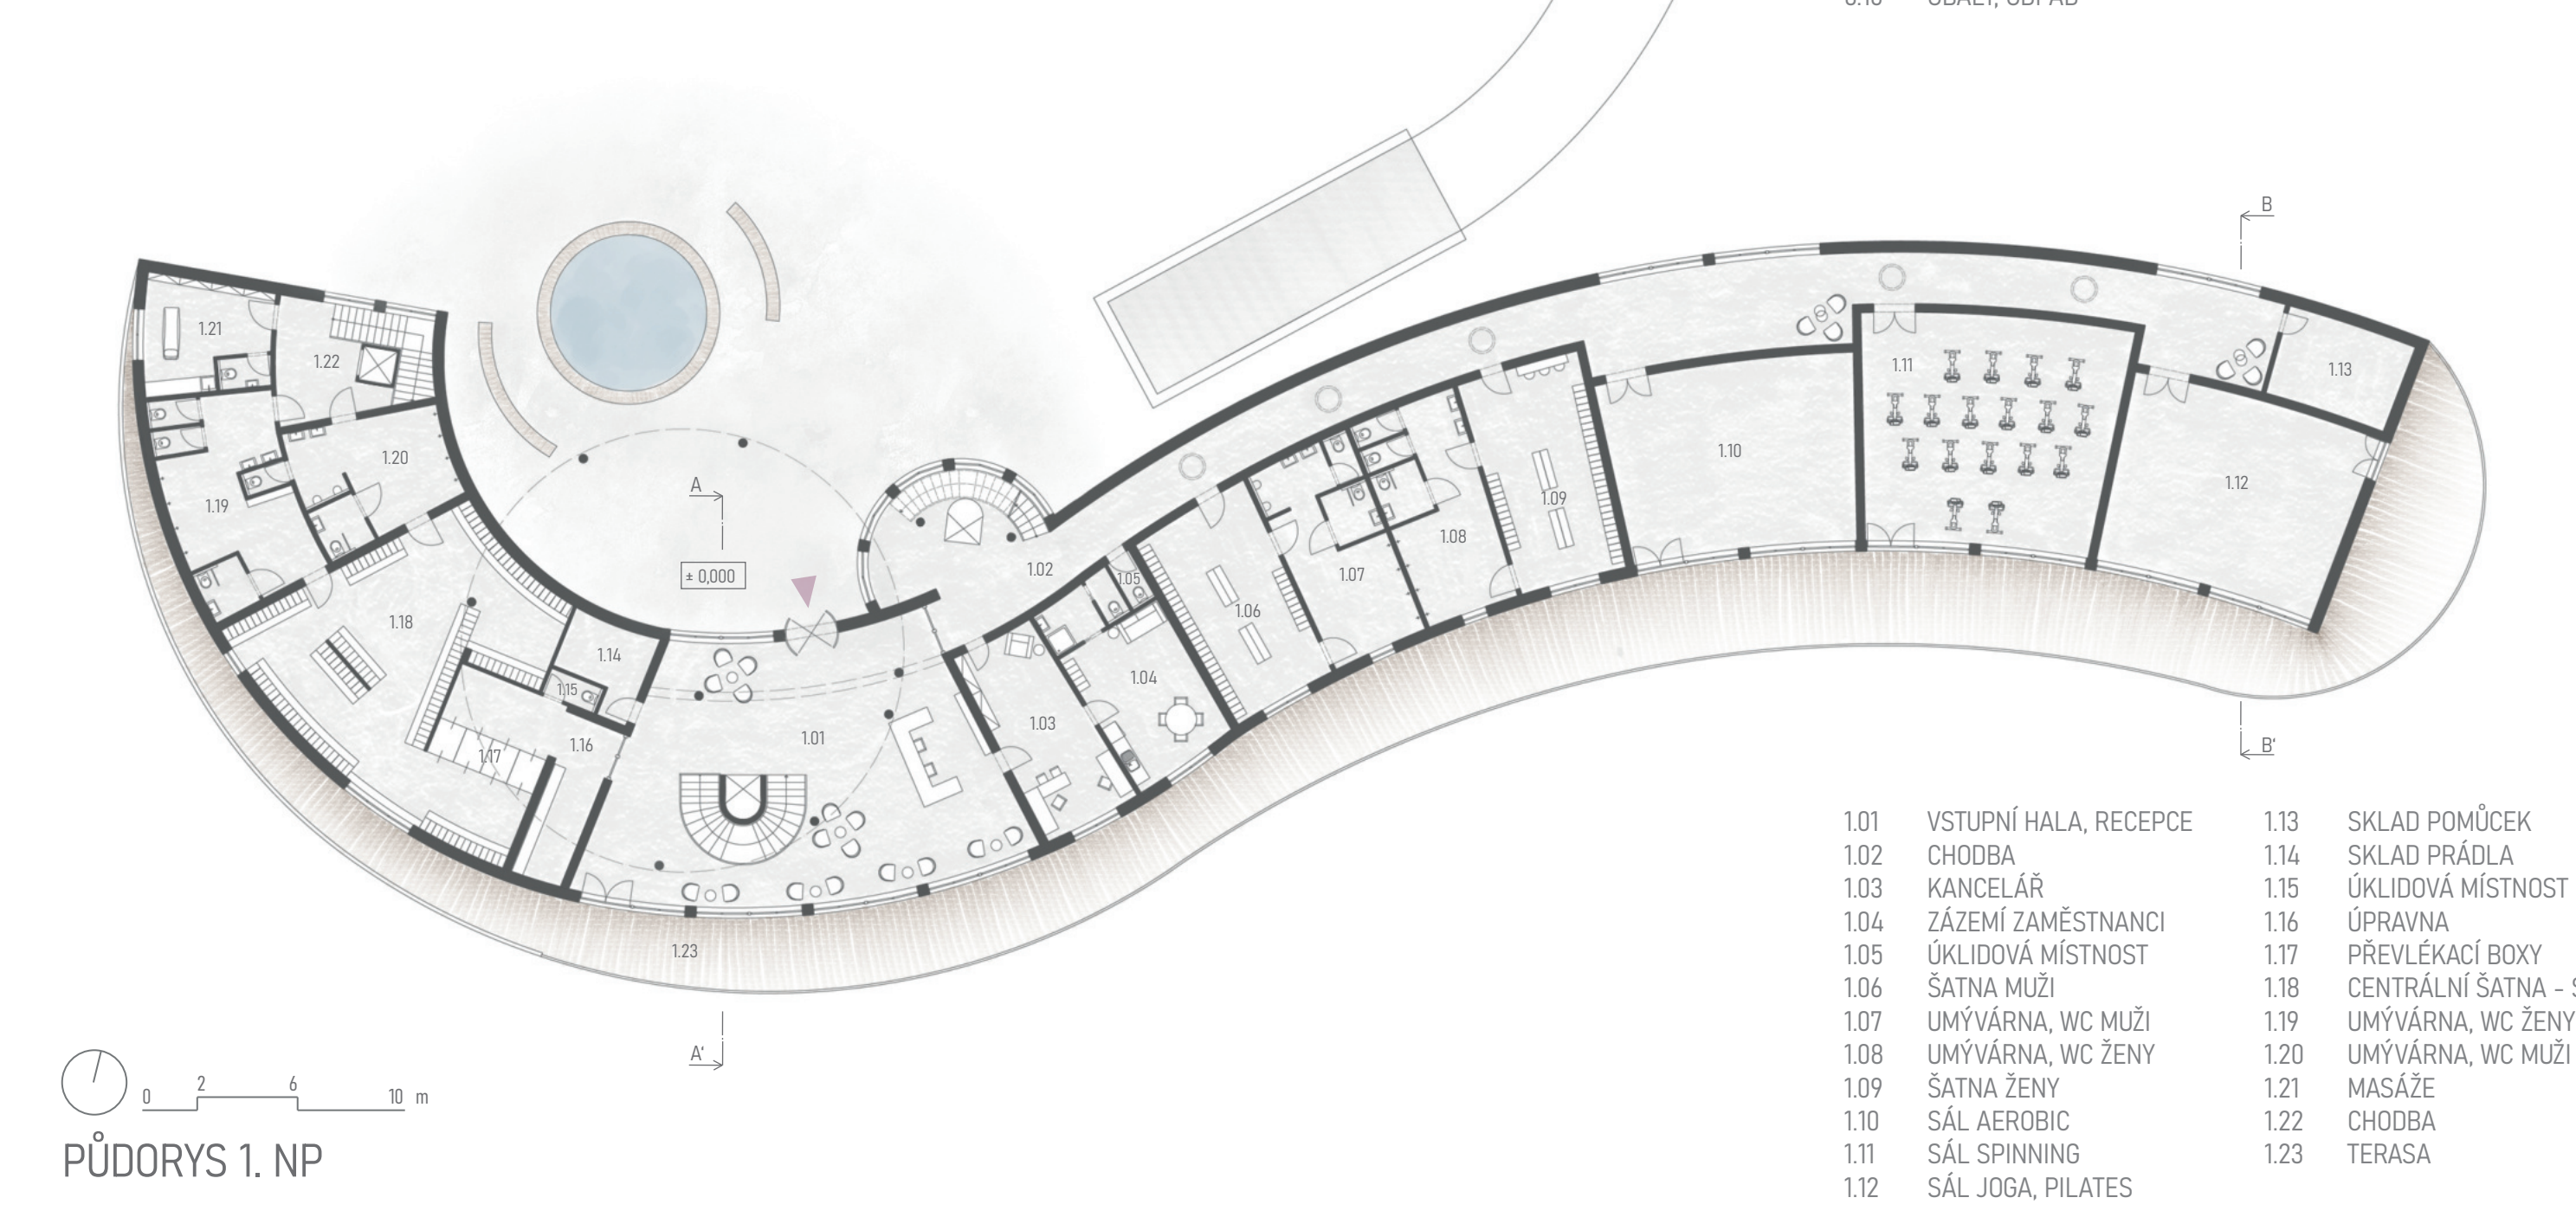 B
1.21
1.22
1.13
1.11
1.20
1.10
1.12
1.19
A
1.09
1.08
± 0,000
1.02
1.05
1.07
1.06
1.18
1.14
1.15
1.04
1.03
1.16
1.01
1.17
B'
1.23
A'
0 2 6 10 m
PŮDORYS 1. NP
1.01 VSTUPNÍ HALA, RECEPCE
1.02 CHODBA
1.03 KANCELÁŘ
1.04 ZÁZEMÍ ZAMĚSTNANCI
1.05 ÚKLIDOVÁ MÍSTNOST
1.06 ŠATNA MUŽI
1.07 UMÝVÁRNA, WC MUŽI
1.08 UMÝVÁRNA, WC ŽENY
1.09 ŠATNA ŽENY
1.10 SÁL AEROBIC
1.11 SÁL SPINNING
1.12 SÁL JOGA, PILATES
1.13 SKLAD POMŮCEK
1.14 SKLAD PRÁDLA
1.15 ÚKLIDOVÁ MÍSTNOST
1.16 ÚPRAVNA
1.17 PŘEVLÉKACÍ BOXY
1.18 CENTRÁLNÍ ŠATNA -
1.19 UMÝVÁRNA, WC ŽENY
1.20 UMÝVÁRNA, WC MUŽI
1.21 MASÁŽE
1.22 CHODBA
1.23 TERASA